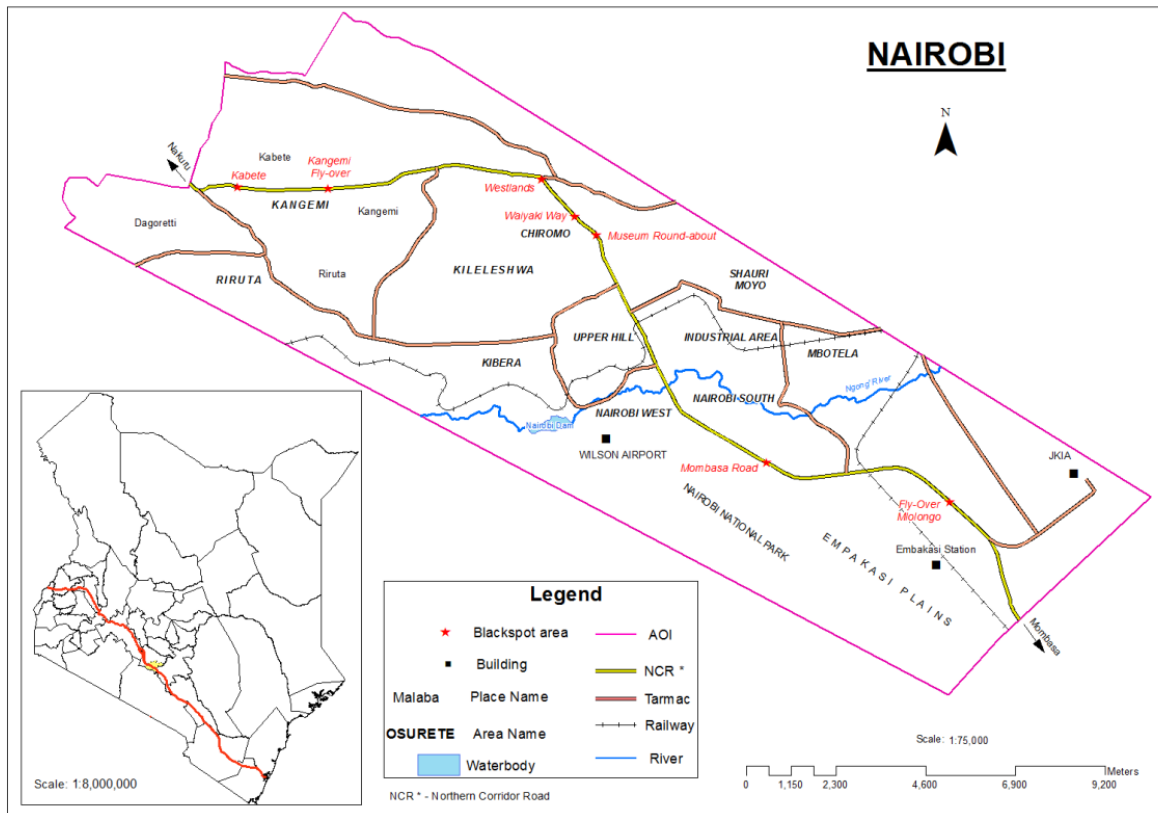 NAIROBI
N
Nakuru
Kabete
Kabete
Kangemi
Fly-over
KANGEMI
Kangemi
Westlands
Waiyaki Way
CHIROMO
Museum Round-about
Dagoretti
RIRUTA
Riruta
KILELESHWA
SHAURI
MOYO
UPPER HILL
INDUSTRIAL AREA
MBOTELA
KIBERA
Ngong' River
NAIROBI WEST
NAIROBI SOUTH
Nairobi Dam
WILSON AIRPORT
Mombasa Road
JKIA
NAIROBI NATIONAL PARK
Fly-Over
Mlolongo
EMPAKASI PLAINS
Embakasi Station
Mombasa
Legend
Blackspot area
AOI
Building
NCR *
Malaba
Place Name
Tarmac
OSURETE
Area Name
Railway
Waterbody
River
NCR * - Northern Corridor Road
Scale: 1:8,000,000
Scale: 1:75,000
Meters
0 1,150 2,300 4,600 6,900 9,200